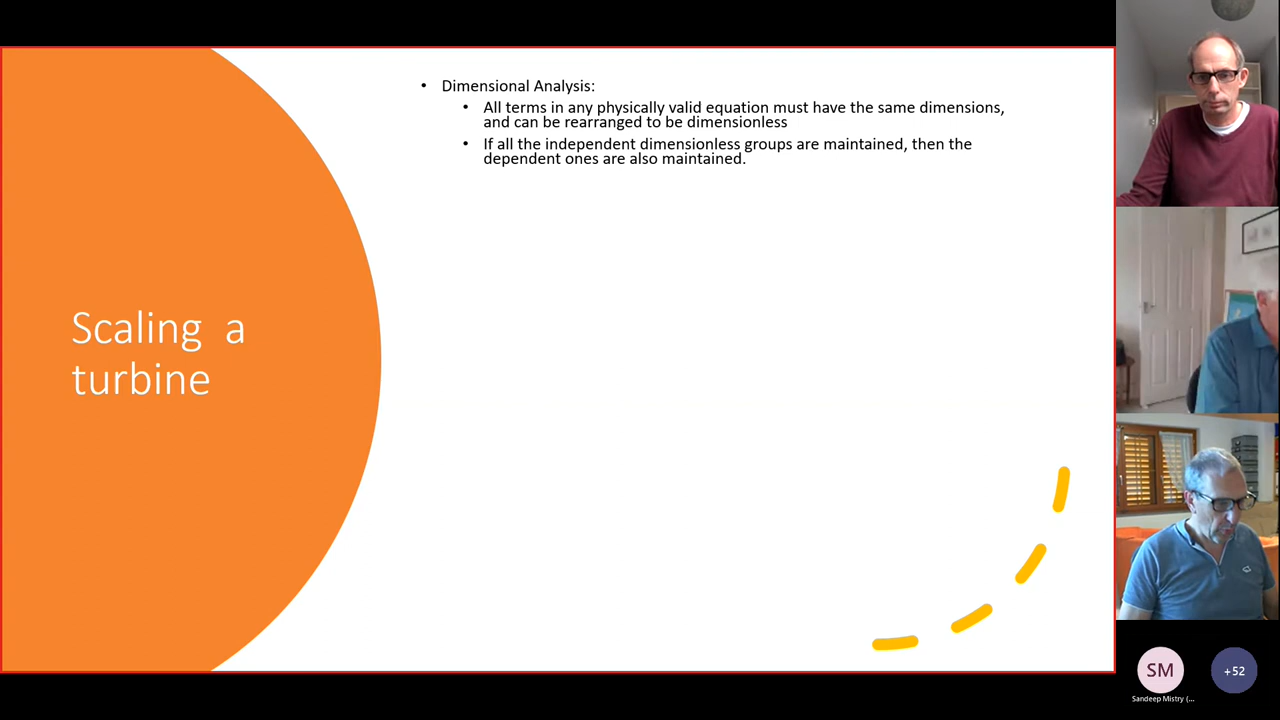 Scaling a
turbine
• Dimensional Analysis:
• All terms in any physically valid equation must have the same dimensions,
and can be rearranged to be dimensionless
• If all the independent dimensionless groups are maintained, then the
dependent ones are also maintained.
SM
+52
Sandeep Mistry (...